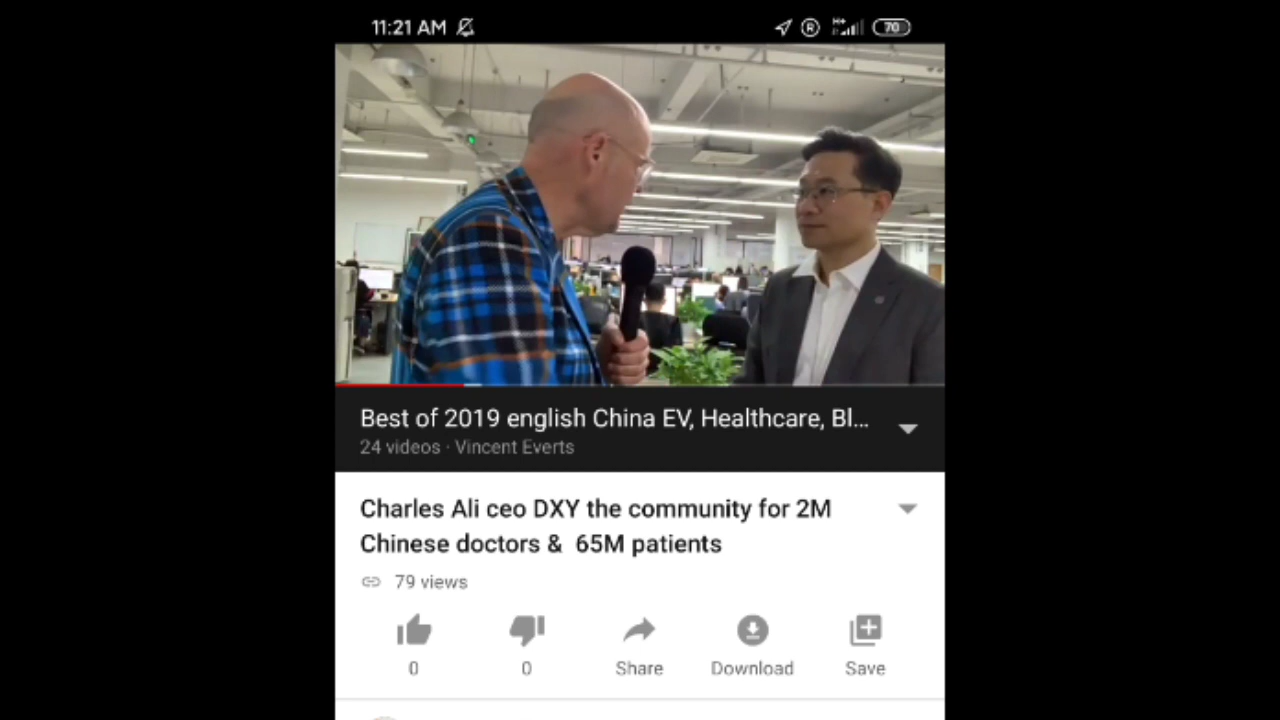 11:21 AM
R
H+
70
Best of 2019 english China EV, Healthcare, Bl...
24 videos · Vincent Everts
Charles Ali ceo DXY the community for 2M
Chinese doctors & 65M patients
79 views
0
0
Share
Download
Save